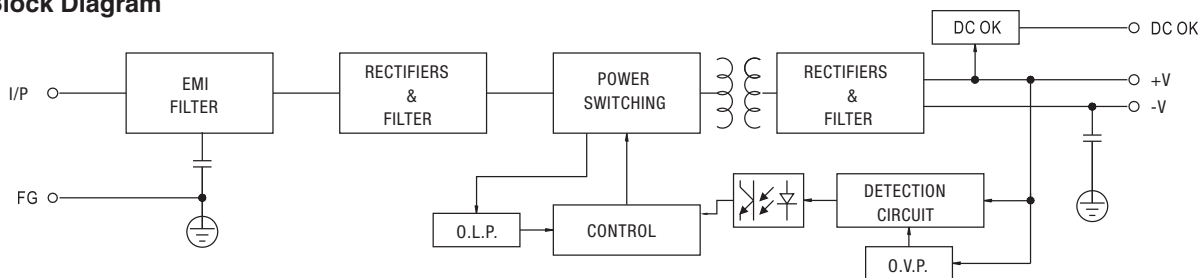 Block Diagram
DC OK
DC OK
I/P
EMI
FILTER
RECTIFIERS
&
FILTER
POWER
SWITCHING
RECTIFIERS
&
FILTER
+V
-V
FG
O.L.P.
CONTROL
DETECTION
CIRCUIT
O.V.P.